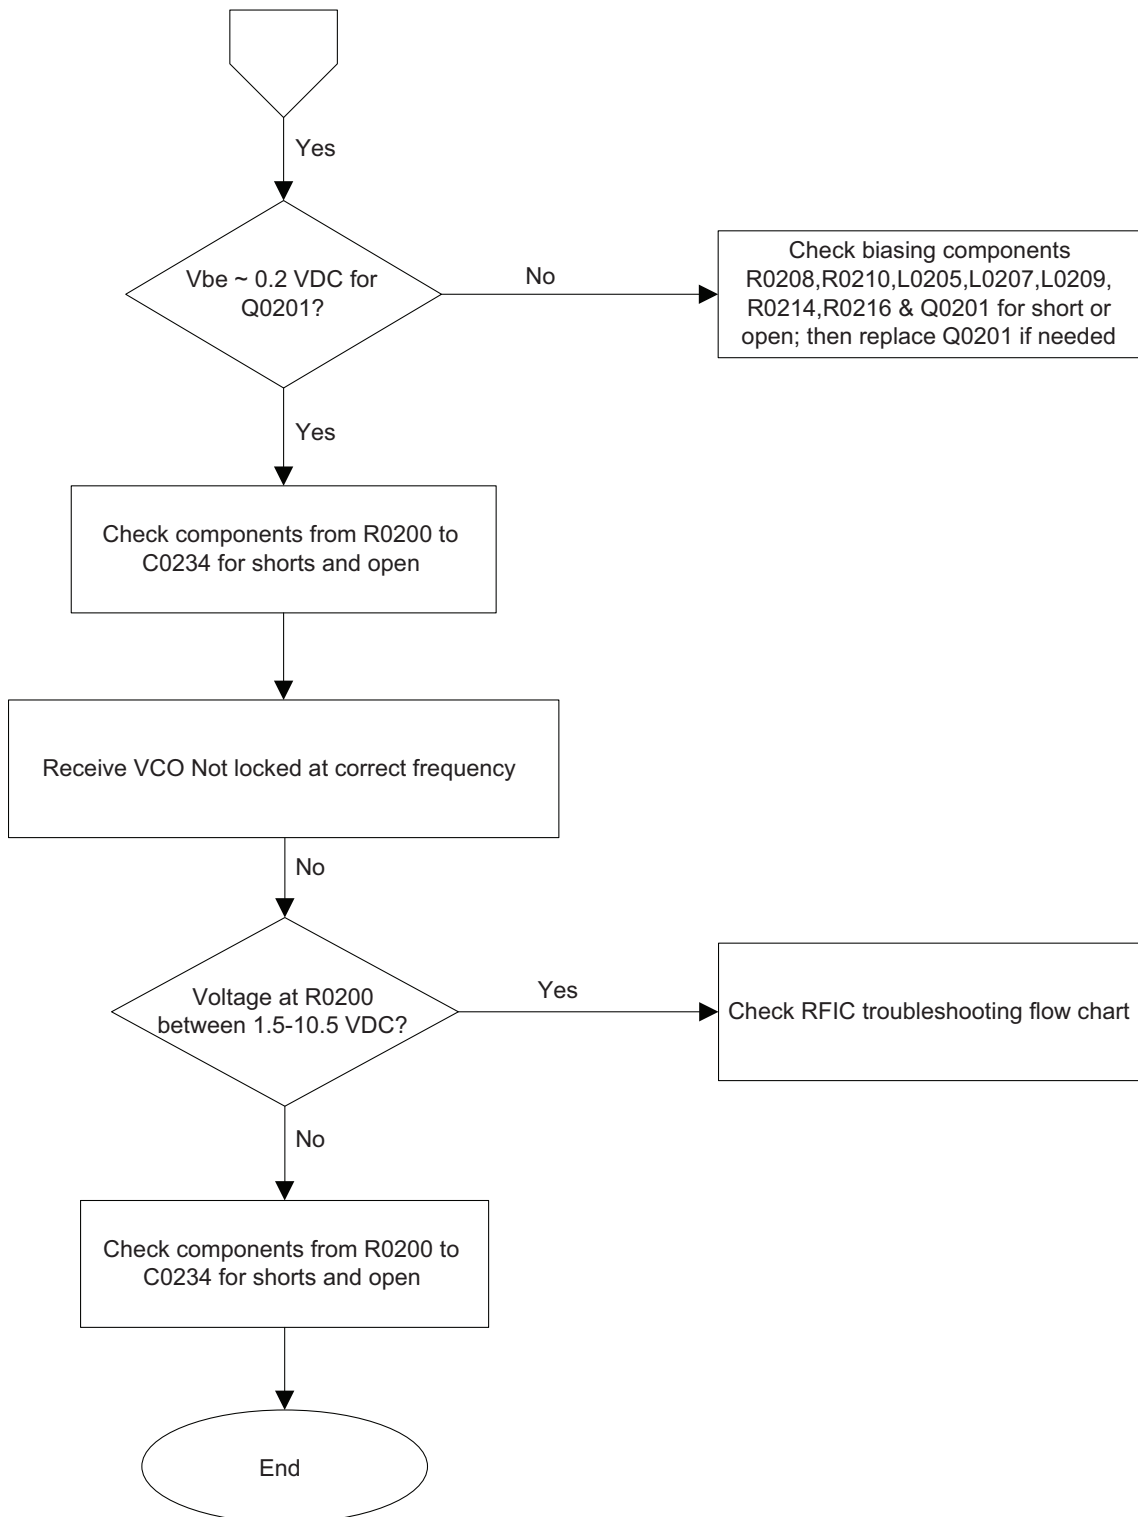 Yes
Vbe ~ 0.2 VDC for
Q0201?
No
Check biasing components
R0208,R0210,L0205,L0207,L0209,
R0214,R0216 & Q0201 for short or
open; then replace Q0201 if needed
Yes
Check components from R0200 to
C0234 for shorts and open
Receive VCO Not locked at correct frequency
No
Voltage at R0200
between 1.5-10.5 VDC?
Yes
Check RFIC troubleshooting flow chart
No
Check components from R0200 to
C0234 for shorts and open
End